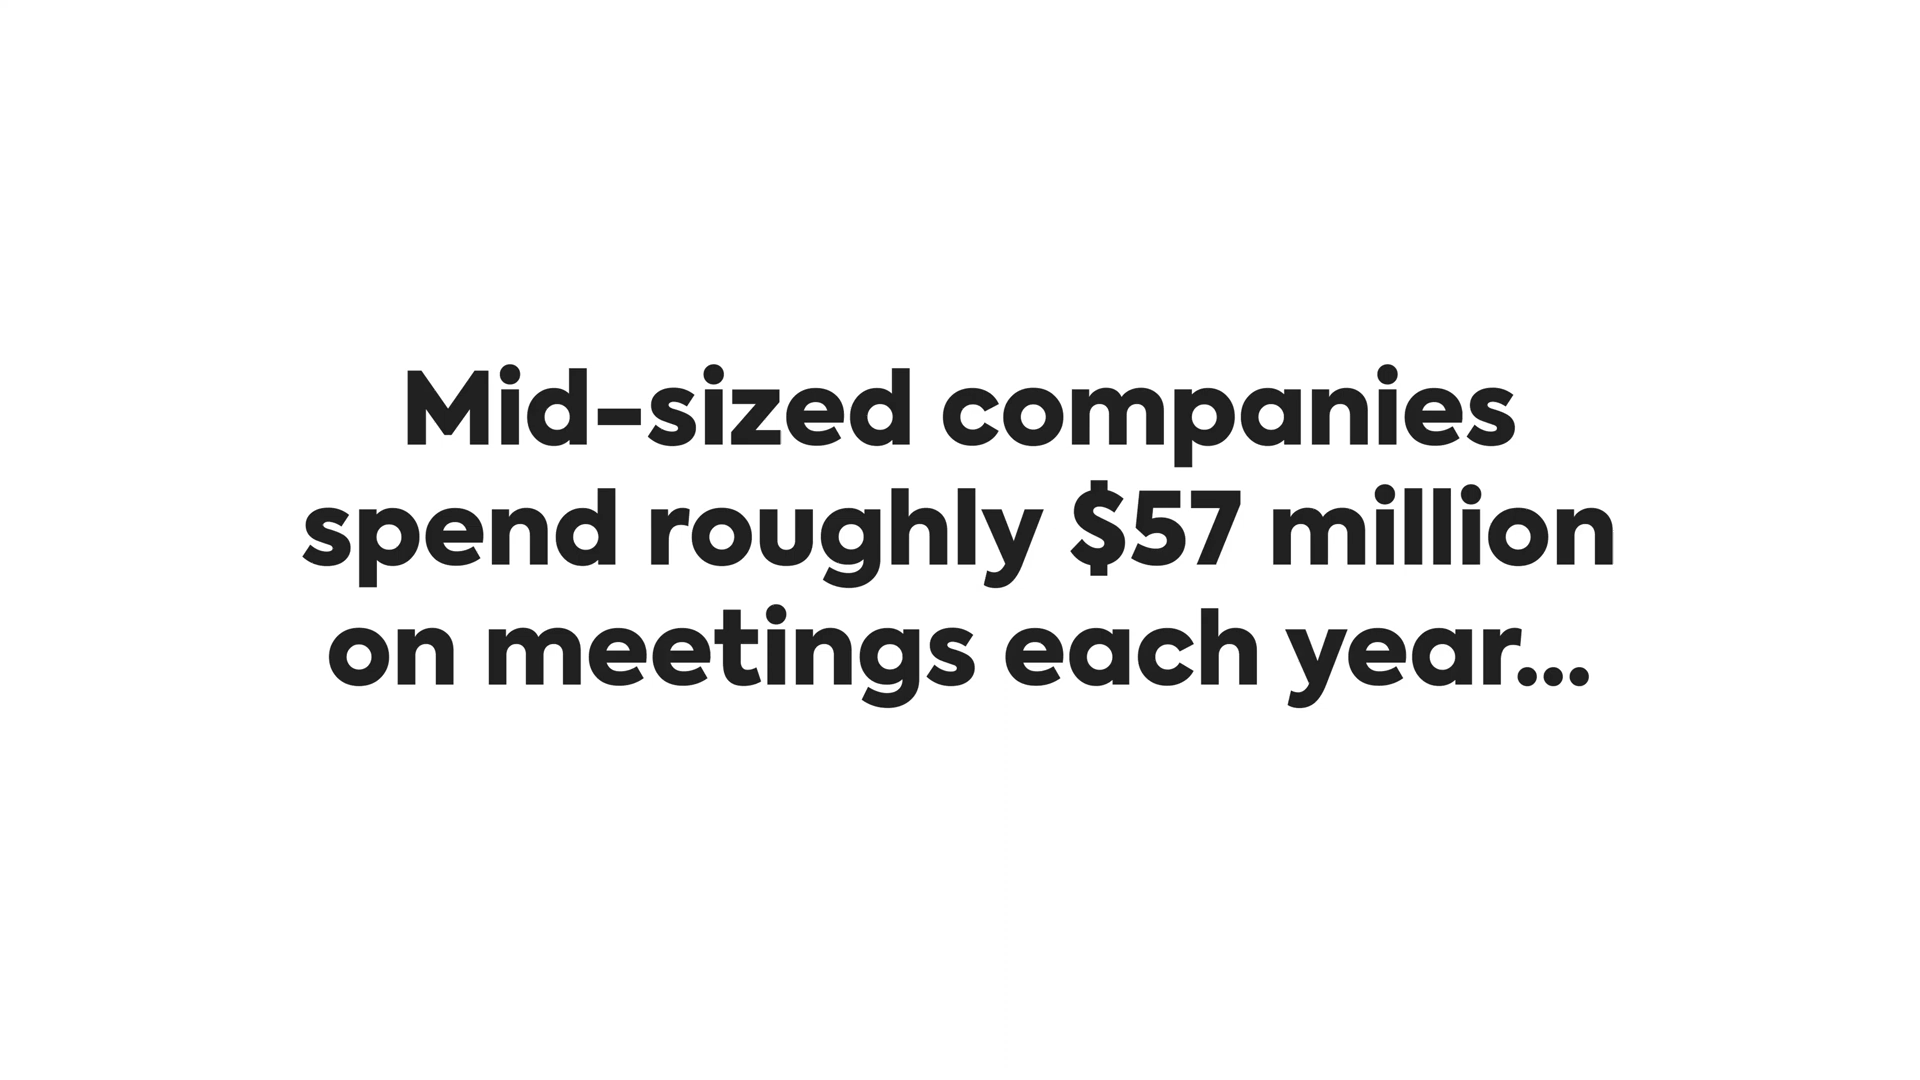 Mid-sized companies
spend roughly $57 million
on meetings each year...